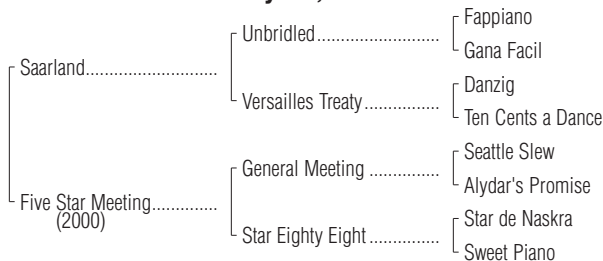 Fappiano
Unbridled
Gana Facil
Saarland
Danzig
Versailles Treaty
Ten Cents a Dance
Seattle Slew
General Meeting
Alydar's Promise
Five Star Meeting
(2000)
Star de Naskra
Star Eighty Eight
Sweet Piano